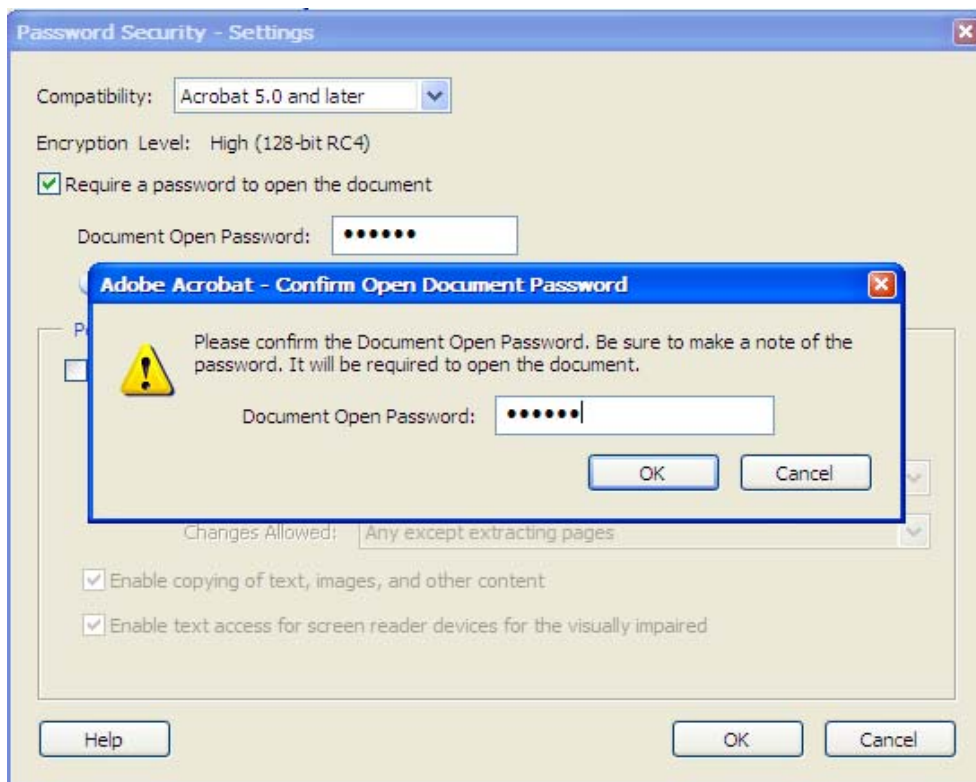 Password Security - Settings
Compatibility: Acrobat 5.0 and later
Encryption Level: High (128-bit RC4)
Require a password to open the document
Document Open Password: ••••••
Adobe Acrobat - Confirm Open Document Password
Please confirm the Document Open Password. Be sure to make a note of the
password. It will be required to open the document.
Document Open Password: ••••••
OK Cancel
Changes Allowed: Any except extracting pages
Enable copying of text, images, and other content
Enable text access for screen reader devices for the visually impaired
Help OK Cancel